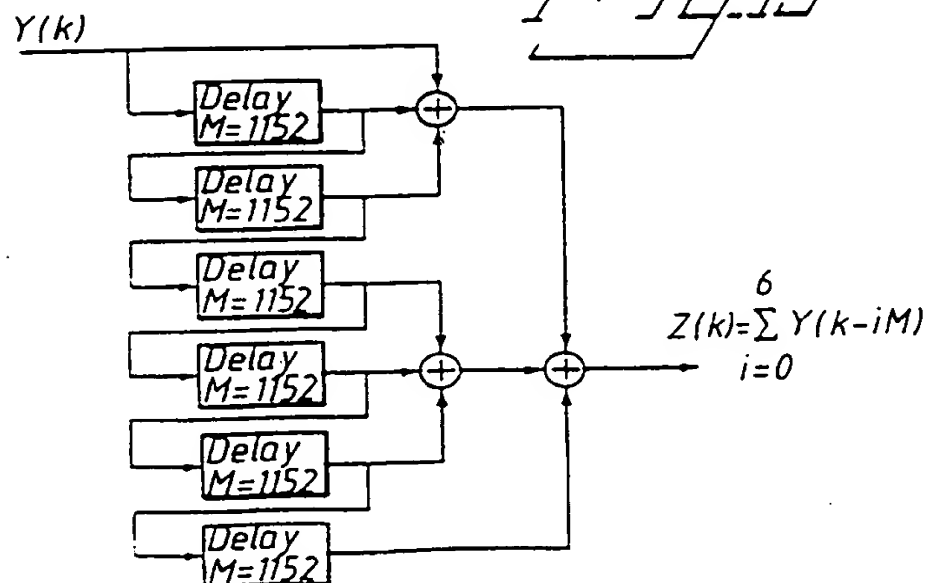 Y(k)
Delay
M=1152
Delay
M=1152
Delay
M=1152
Delay
M=1152
Delay
M=1152
Delay
M=1152
+
+
+
6
Z(k)=Σ Y(k-iM)
i=0